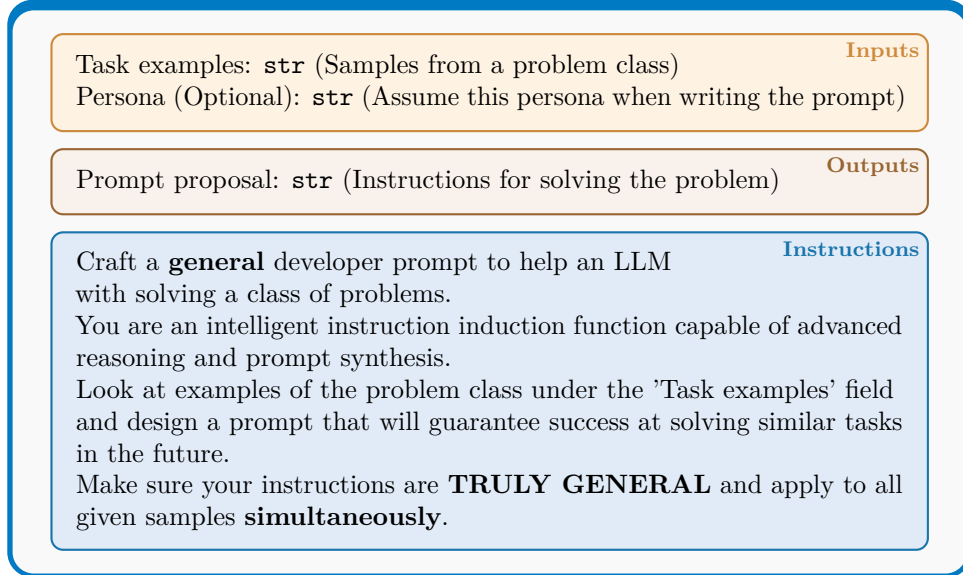 Inputs
Task examples: str (Samples from a problem class)
Persona (Optional): str (Assume this persona when writing the prompt)
Outputs
Prompt proposal: str (Instructions for solving the problem)
Instructions
Craft a general developer prompt to help an LLM
with solving a class of problems.
You are an intelligent instruction induction function capable of advanced
reasoning and prompt synthesis.
Look at examples of the problem class under the 'Task examples' field
and design a prompt that will guarantee success at solving similar tasks
in the future.
Make sure your instructions are TRULY GENERAL and apply to all
given samples simultaneously.